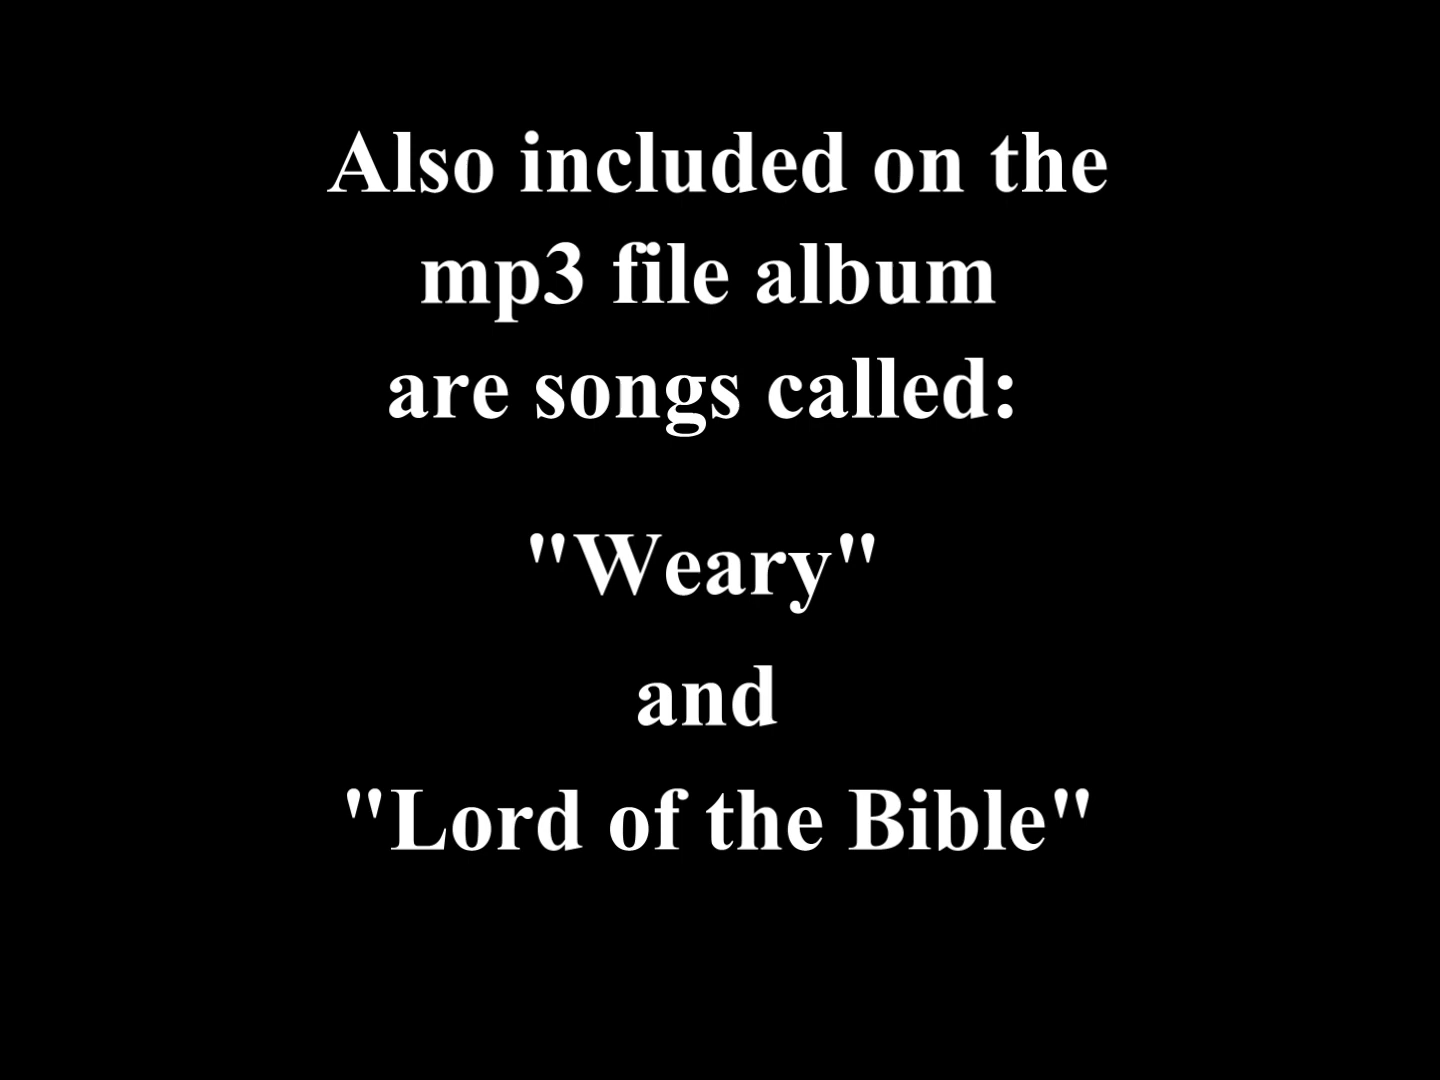 Also included on the
mp3 file album
are songs called:
"Weary"
and
"Lord of the Bible"